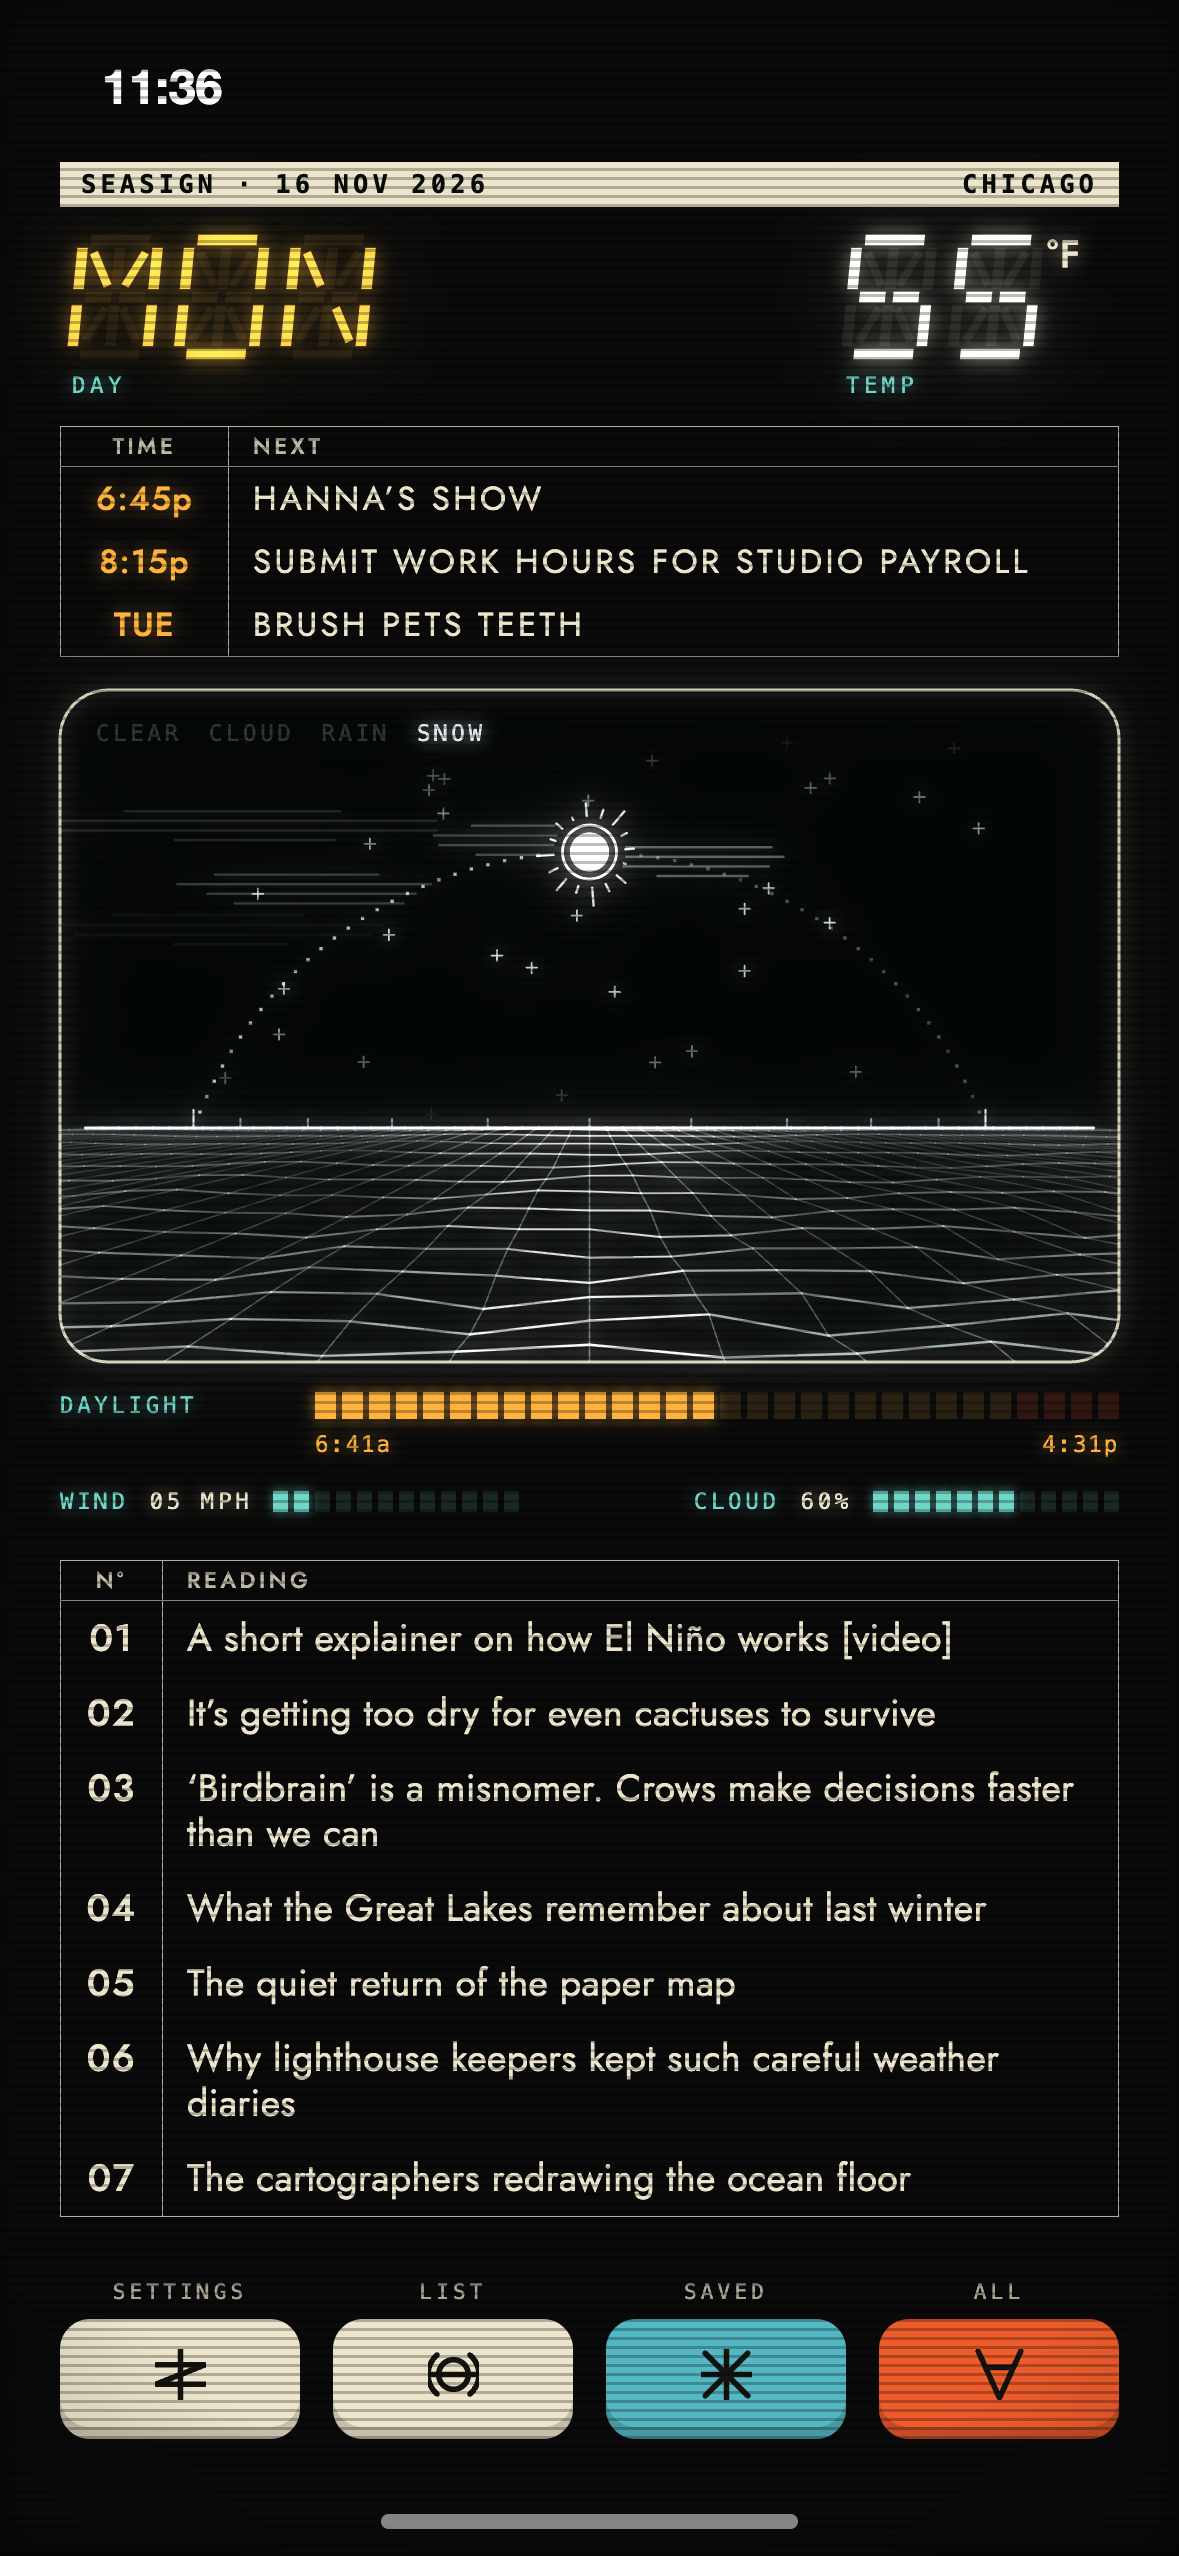 11:36
SEASIGN · 16 NOV 2026 CHICAGO
MON 55 °F
DAY TEMP
TIME NEXT
6:45p HANNA’S SHOW
8:15p SUBMIT WORK HOURS FOR STUDIO PAYROLL
TUE BRUSH PETS TEETH
CLEAR CLOUD RAIN SNOW
DAYLIGHT
6:41a 4:31p
WIND 05 MPH CLOUD 60%
N° READING
01 A short explainer on how El Niño works [video]
02 It’s getting too dry for even cactuses to survive
03 ‘Birdbrain’ is a misnomer. Crows make decisions faster
than we can
04 What the Great Lakes remember about last winter
05 The quiet return of the paper map
06 Why lighthouse keepers kept such careful weather
diaries
07 The cartographers redrawing the ocean floor
SETTINGS LIST SAVED ALL